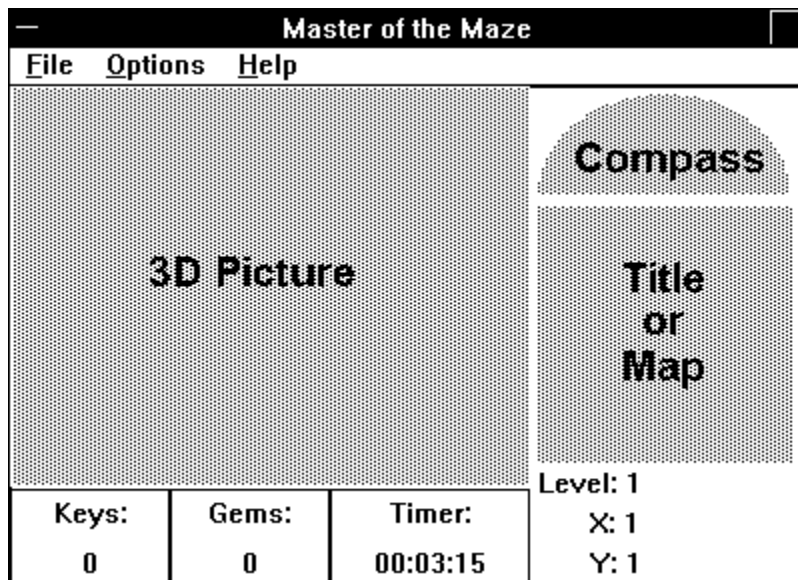 Master of the Maze
File Options Help
3D Picture
Compass
Title
or
Map
Keys: Gems: Timer:
0 0 00:03:15
Level: 1
X: 1
Y: 1